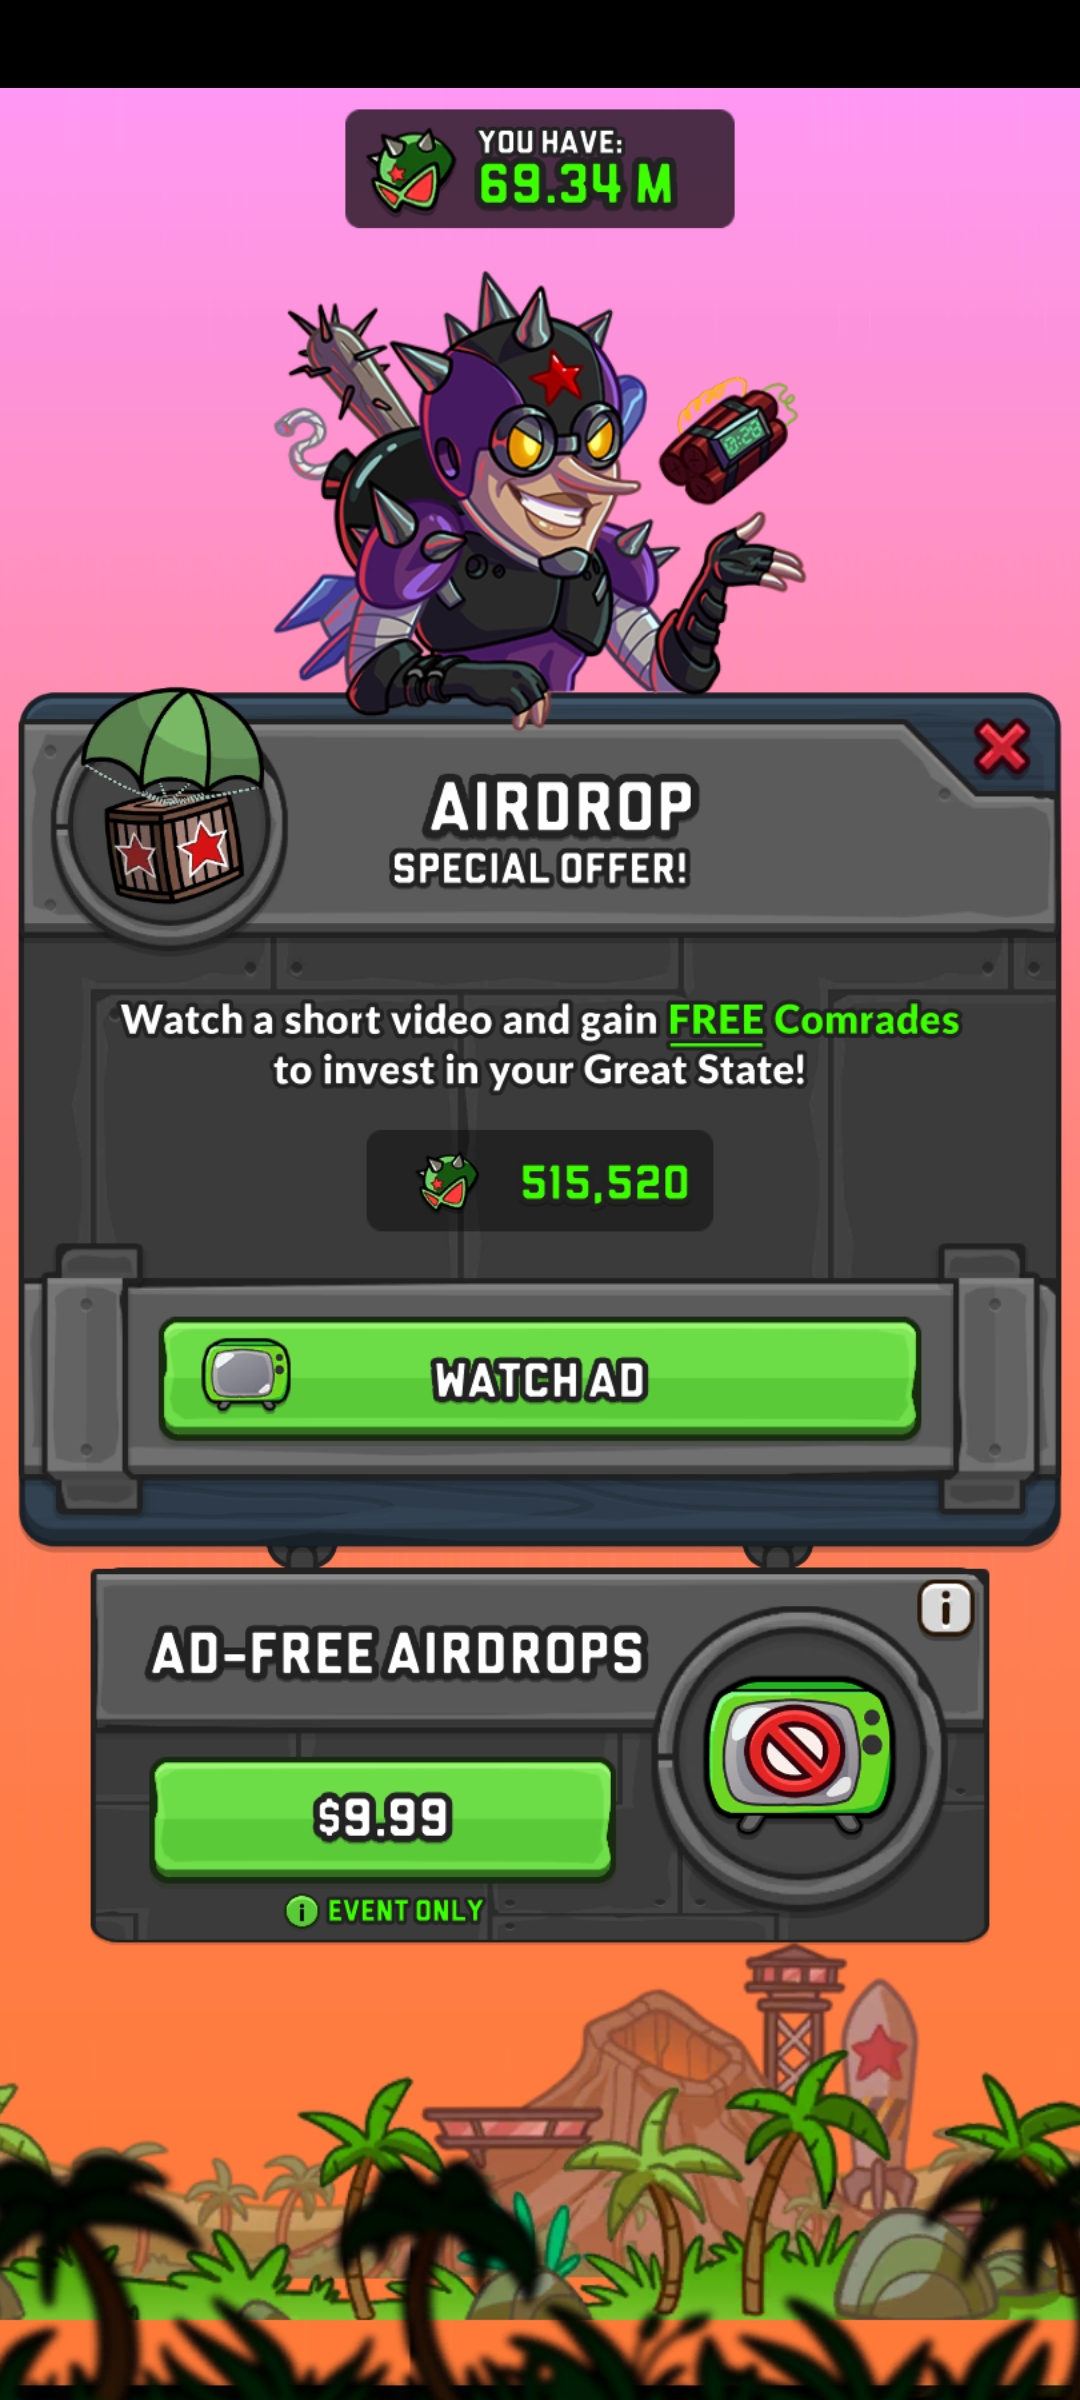 YOU HAVE:
69.34 M
0:28
AIRDROP
SPECIAL OFFER!
Watch a short video and gain FREE Comrades
to invest in your Great State!
515,520
WATCH AD
AD-FREE AIRDROPS
$9.99
EVENT ONLY